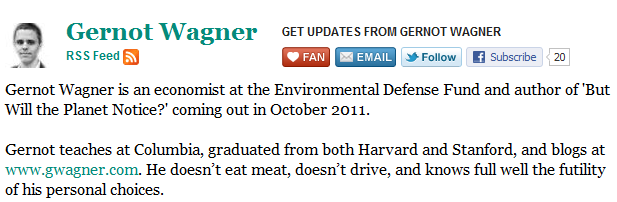 Gernot Wagner
RSS Feed
GET UPDATES FROM GERNOT WAGNER
FAN
EMAIL
Follow
Subscribe
20
Gernot Wagner is an economist at the Environmental Defense Fund and author of 'But
Will the Planet Notice?' coming out in October 2011.
Gernot teaches at Columbia, graduated from both Harvard and Stanford, and blogs at
www.gwagner.com. He doesn’t eat meat, doesn’t drive, and knows full well the futility
of his personal choices.